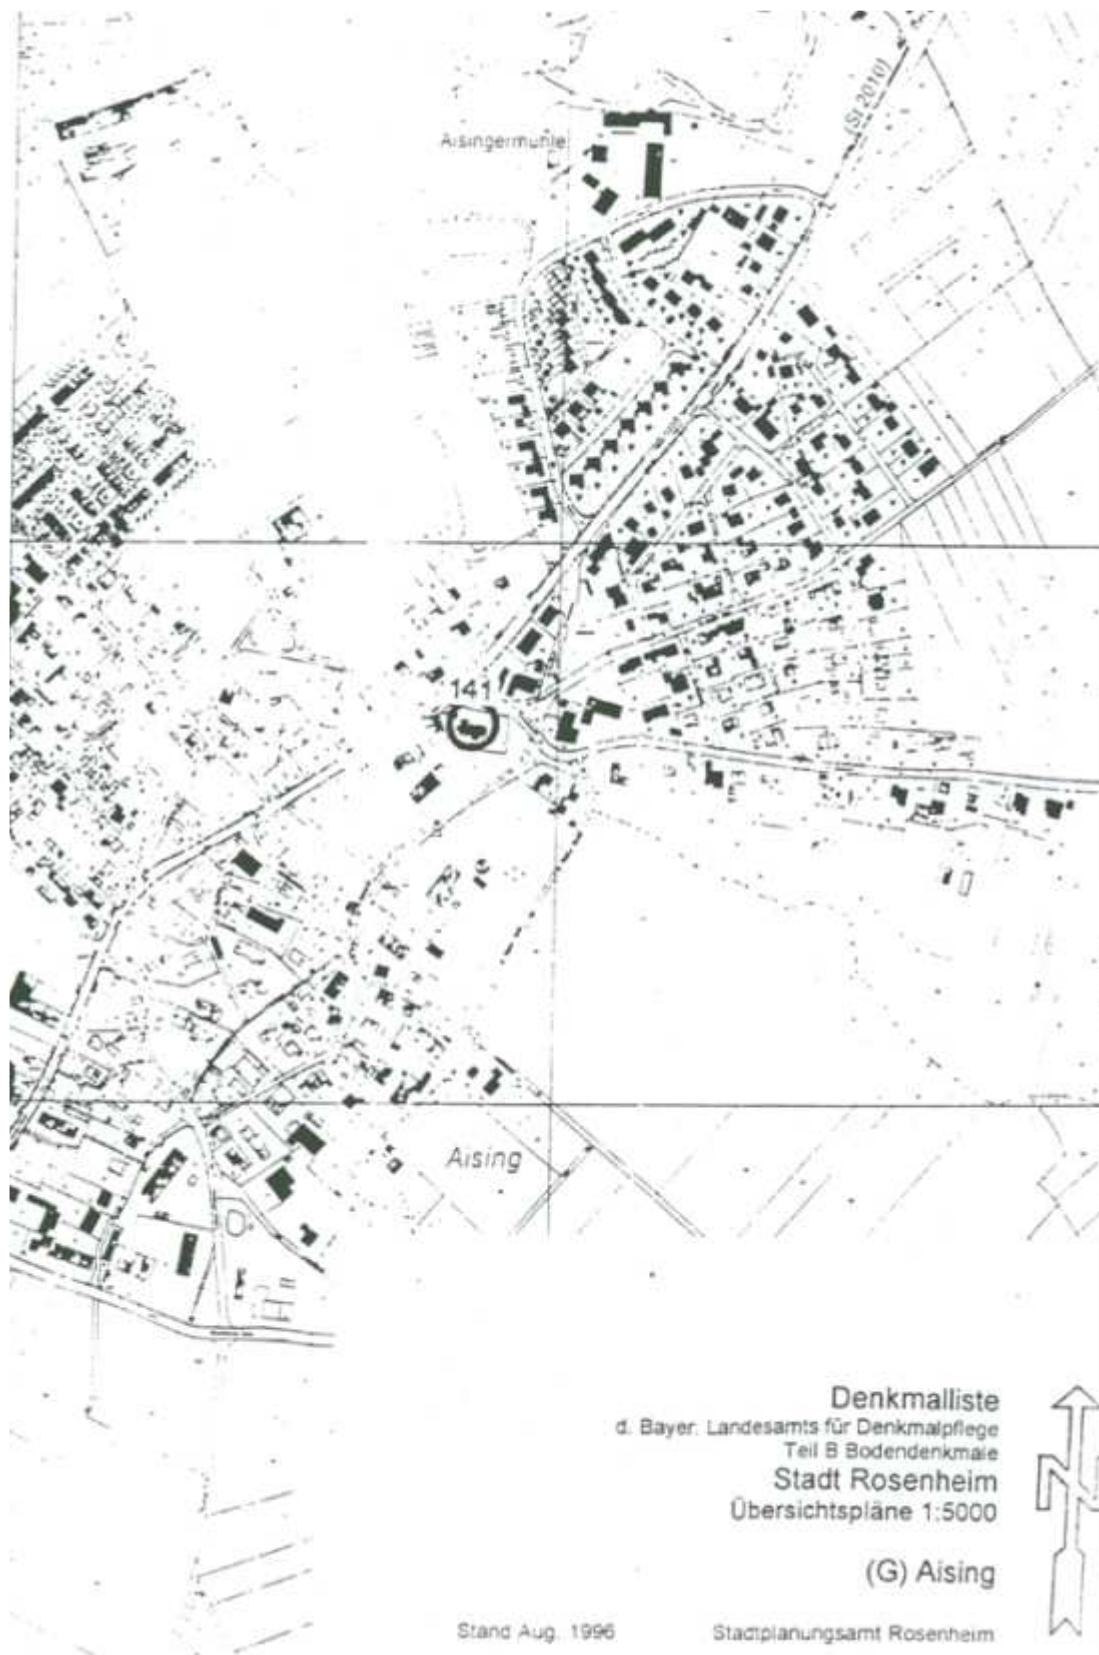 (St 2010)
Aisingermühle
141
Aising
Denkmalliste
d. Bayer. Landesamts für Denkmalpflege
Teil B Bodendenkmale
Stadt Rosenheim
Übersichtspläne 1:5000
N
(G) Aising
Stand Aug. 1996 Stadtplanungsamt Rosenheim